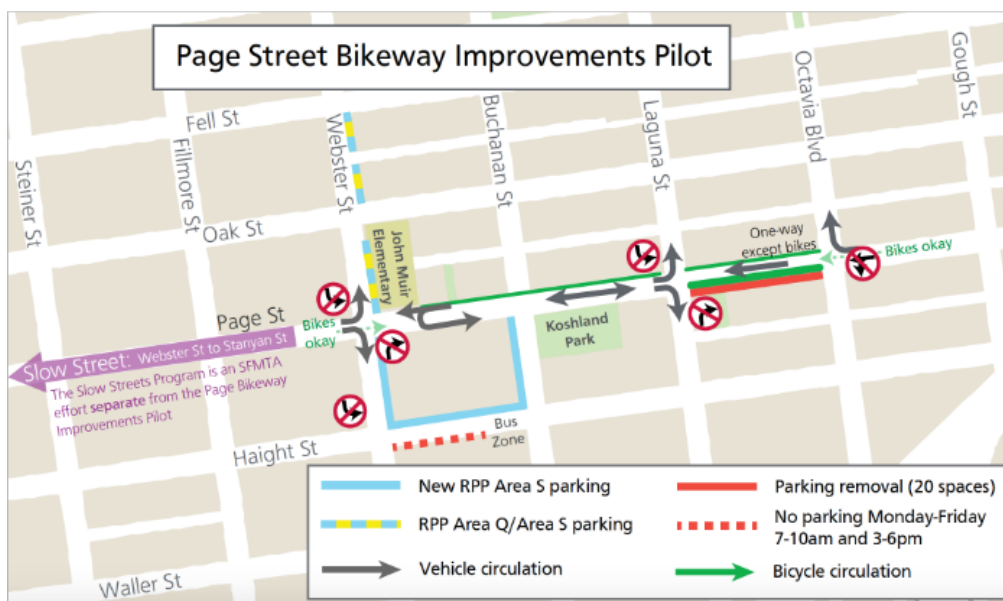 Page Street Bikeway Improvements Pilot
Steiner St
Fillmore St
Fell St
Webster St
Buchanan St
Laguna St
Octavia Blvd
Gough St
Oak St
John Muir
Elementary
One-way
except bikes
Bikes okay
Page St
Bikes
okay
Koshland
Park
Slow Street: Webster St to Stanyan St
The Slow Streets Program is an SFMTA
effort separate from the Page Bikeway
Improvements Pilot
Haight St
Bus
Zone
Waller St
New RPP Area S parking
RPP Area Q/Area S parking
Vehicle circulation
Parking removal (20 spaces)
No parking Monday-Friday
7-10am and 3-6pm
Bicycle circulation